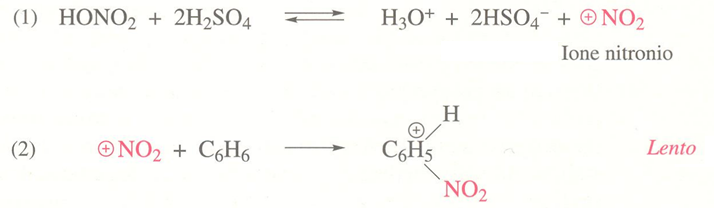 (1) HONO₂ + 2H₂SO₄ ⇌ H₃O⁺ + 2HSO₄⁻ + ⊕NO₂
Ione nitronio
H
(2) ⊕NO₂ + C₆H₆ ⟶ C₆H₅ ⊕ Lento
NO₂